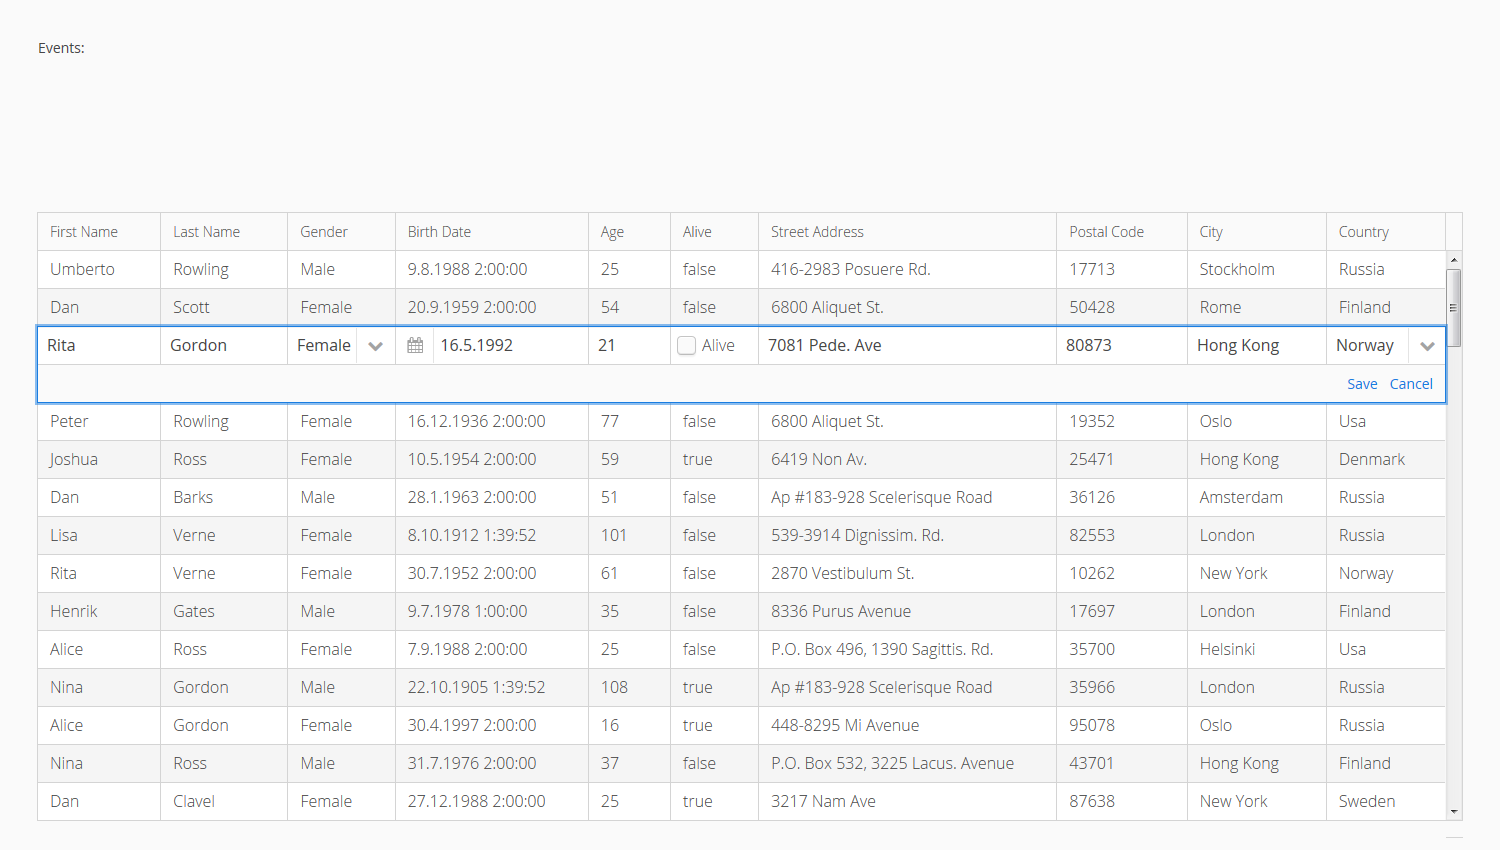 Events:
First Name Last Name Gender Birth Date Age Alive Street Address Postal Code City Country
Umberto Rowling Male 9.8.1988 2:00:00 25 false 416-2983 Posuere Rd. 17713 Stockholm Russia
Dan Scott Female 20.9.1959 2:00:00 54 false 6800 Aliquet St. 50428 Rome Finland
Rita Gordon Female 16.5.1992 21 Alive 7081 Pede. Ave 80873 Hong Kong Norway
Save Cancel
Peter Rowling Female 16.12.1936 2:00:00 77 false 6800 Aliquet St. 19352 Oslo Usa
Joshua Ross Female 10.5.1954 2:00:00 59 true 6419 Non Av. 25471 Hong Kong Denmark
Dan Barks Male 28.1.1963 2:00:00 51 false Ap #183-928 Scelerisque Road 36126 Amsterdam Russia
Lisa Verne Female 8.10.1912 1:39:52 101 false 539-3914 Dignissim. Rd. 82553 London Russia
Rita Verne Female 30.7.1952 2:00:00 61 false 2870 Vestibulum St. 10262 New York Norway
Henrik Gates Male 9.7.1978 1:00:00 35 false 8336 Purus Avenue 17697 London Finland
Alice Ross Female 7.9.1988 2:00:00 25 false P.O. Box 496, 1390 Sagittis. Rd. 35700 Helsinki Usa
Nina Gordon Male 22.10.1905 1:39:52 108 true Ap #183-928 Scelerisque Road 35966 London Russia
Alice Gordon Female 30.4.1997 2:00:00 16 true 448-8295 Mi Avenue 95078 Oslo Russia
Nina Ross Male 31.7.1976 2:00:00 37 false P.O. Box 532, 3225 Lacus. Avenue 43701 Hong Kong Finland
Dan Clavel Female 27.12.1988 2:00:00 25 true 3217 Nam Ave 87638 New York Sweden